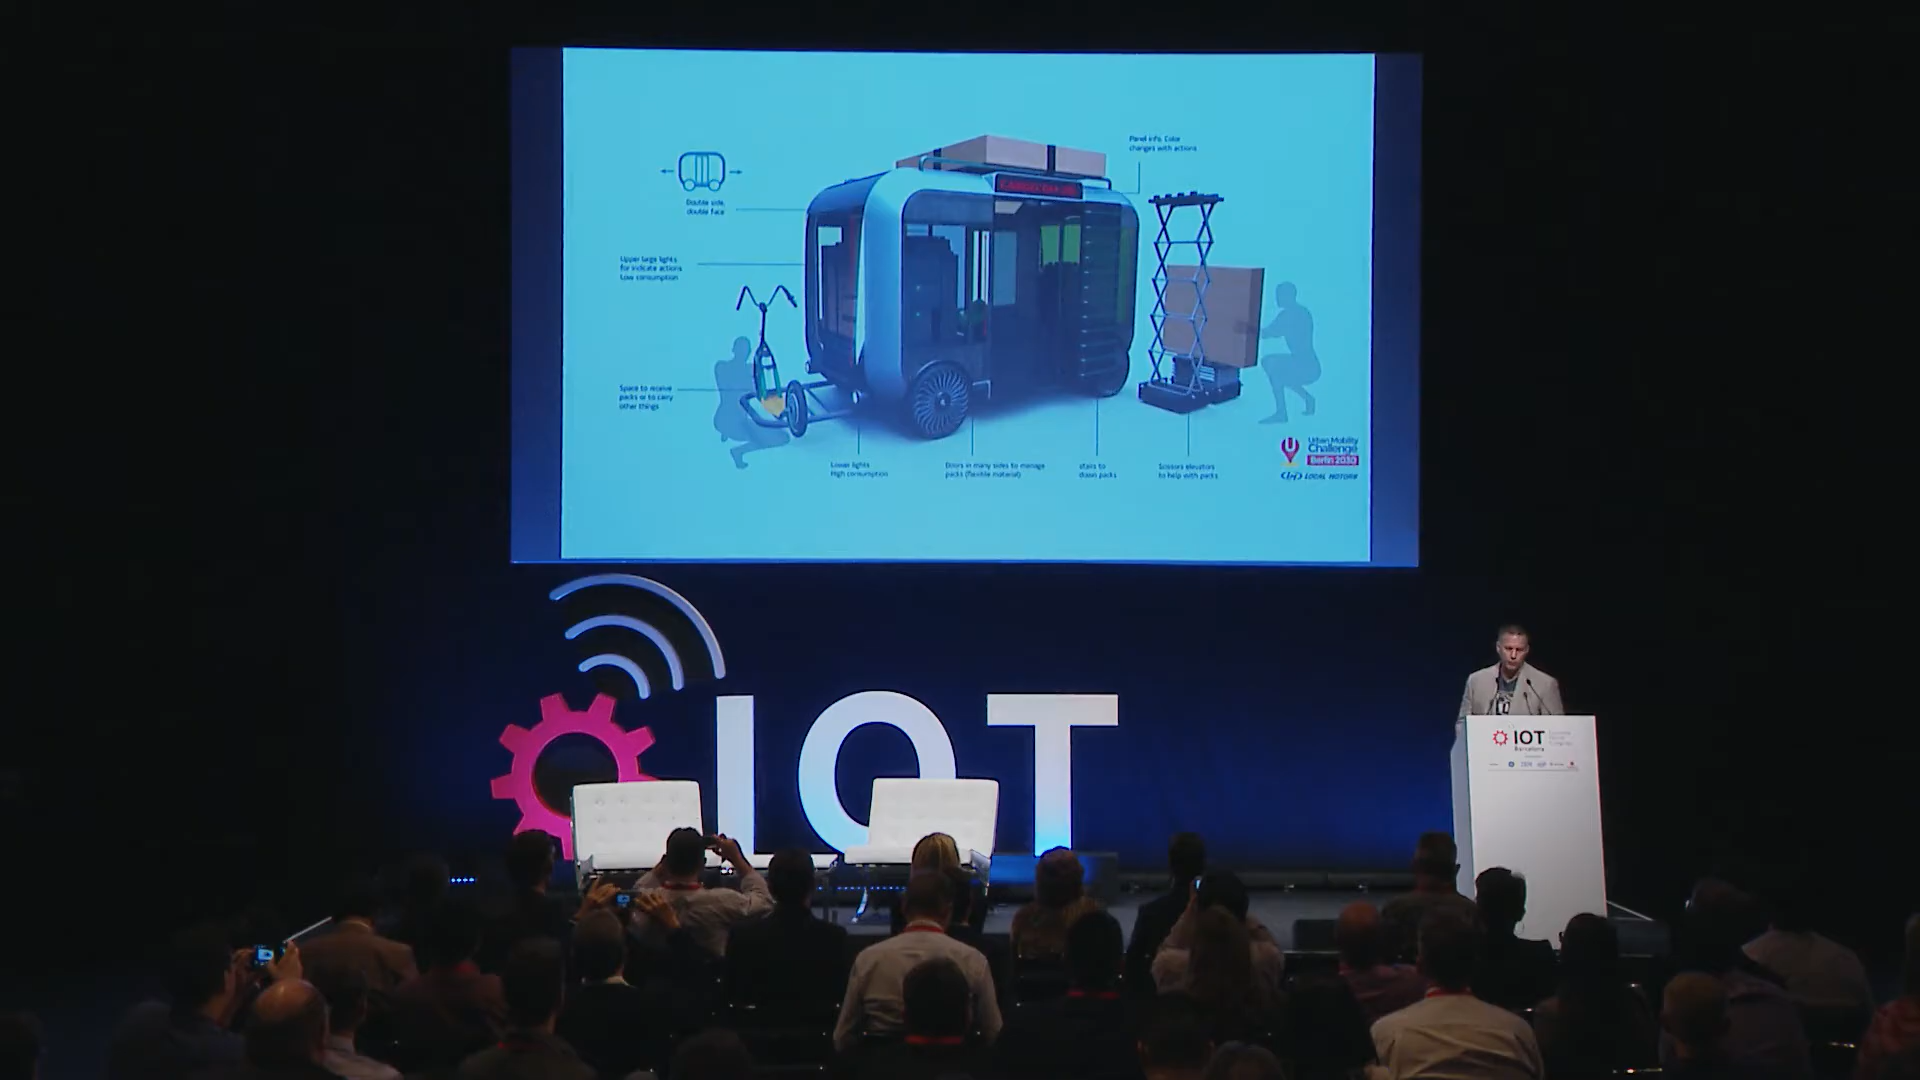 Panel info. Color
changes with actions
Double side,
double face
Upper large lights
for indicate actions
Low consumption
Space to receive
packs or to carry
other things
Lower lights
High consumption
Doors in many sides to manage
packs (flexible material)
stairs to
down packs
Scissors elevators
to help with packs
Urban Mobility
Challenge
Berlin 2030
LOCAL MOTORS
IOT
IOT
Barcelona